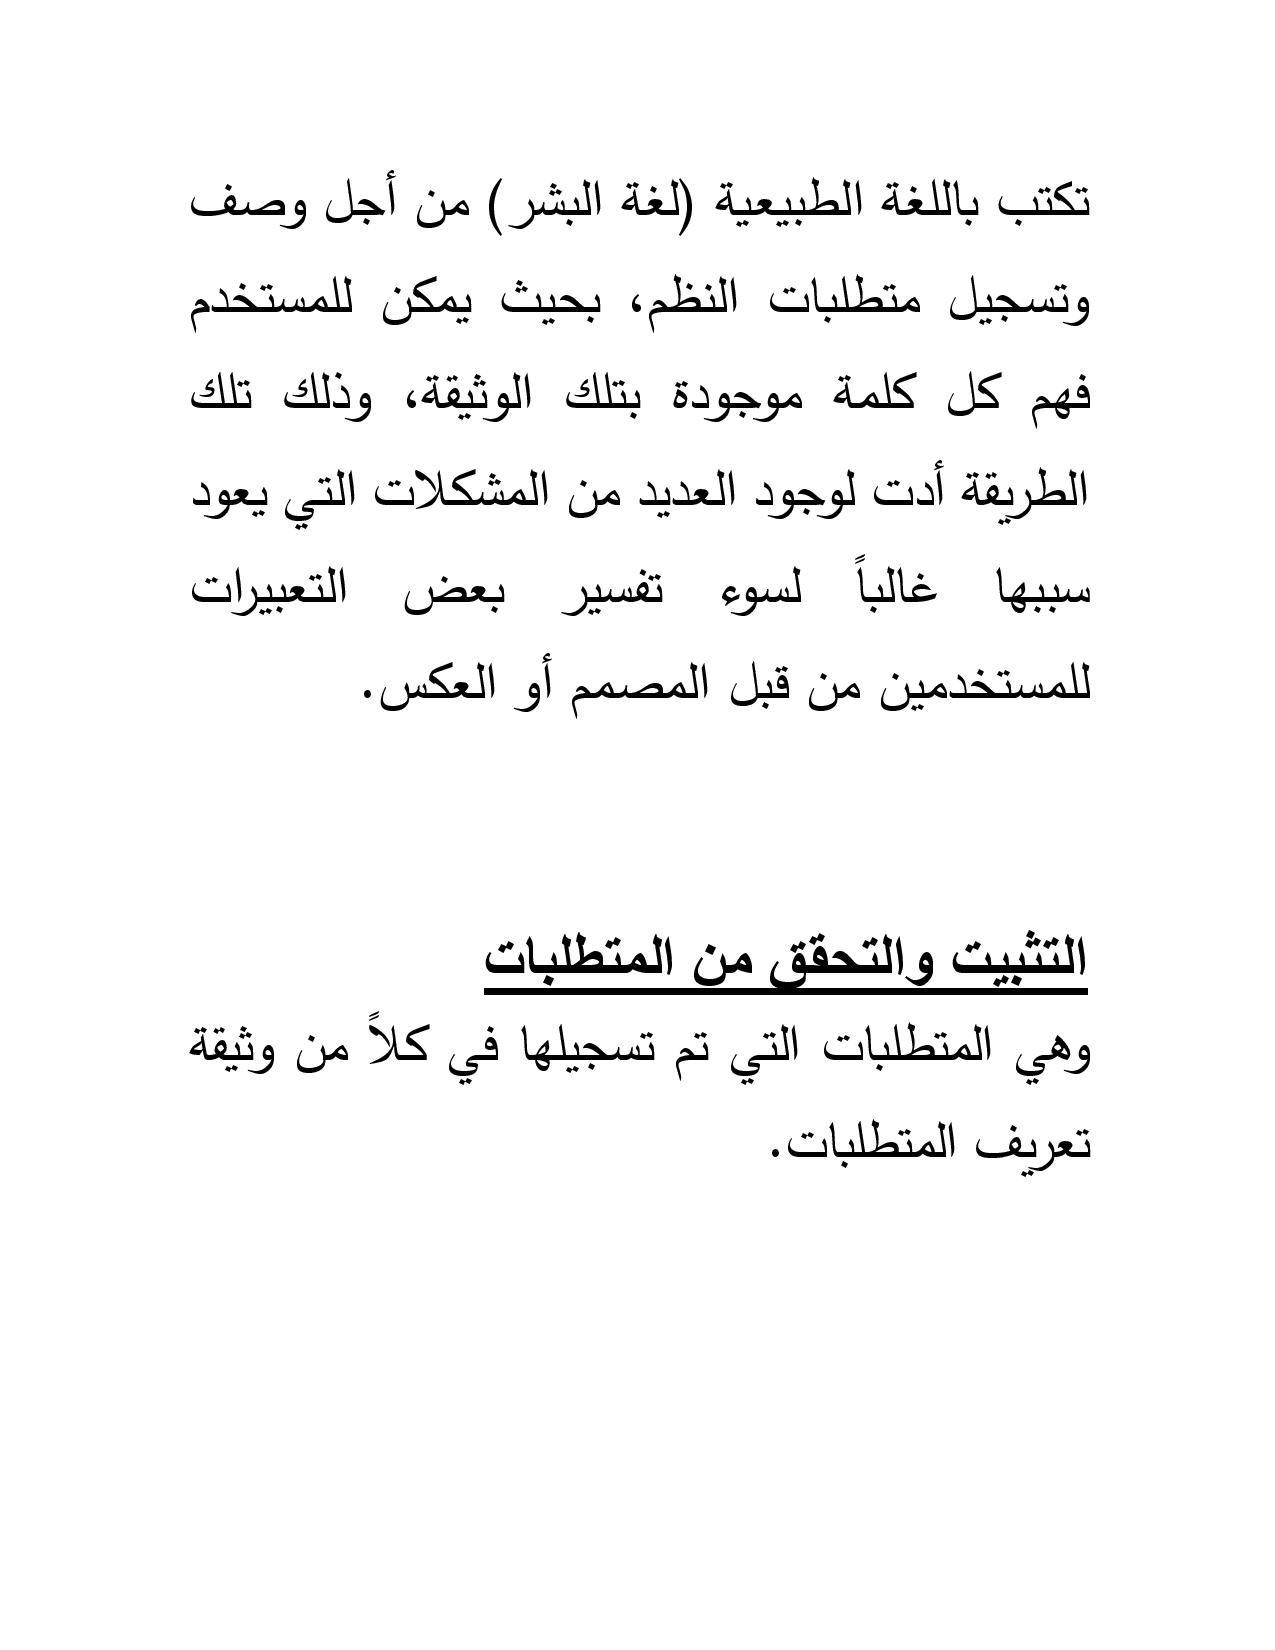 تكتب باللغة الطبيعية (لغة البشر) من أجل وصف
وتسجيل متطلبات النظم، بحيث يمكن للمستخدم
فهم كل كلمة موجودة بتلك الوثيقة، وذلك تلك
الطريقة أدت لوجود العديد من المشكلات التي يعود
سببها غالباً لسوء تفسير بعض التعبيرات
للمستخدمين من قبل المصمم أو العكس.
التثبيت والتحقق من المتطلبات
وهي المتطلبات التي تم تسجيلها في كلاً من وثيقة
تعريف المتطلبات.